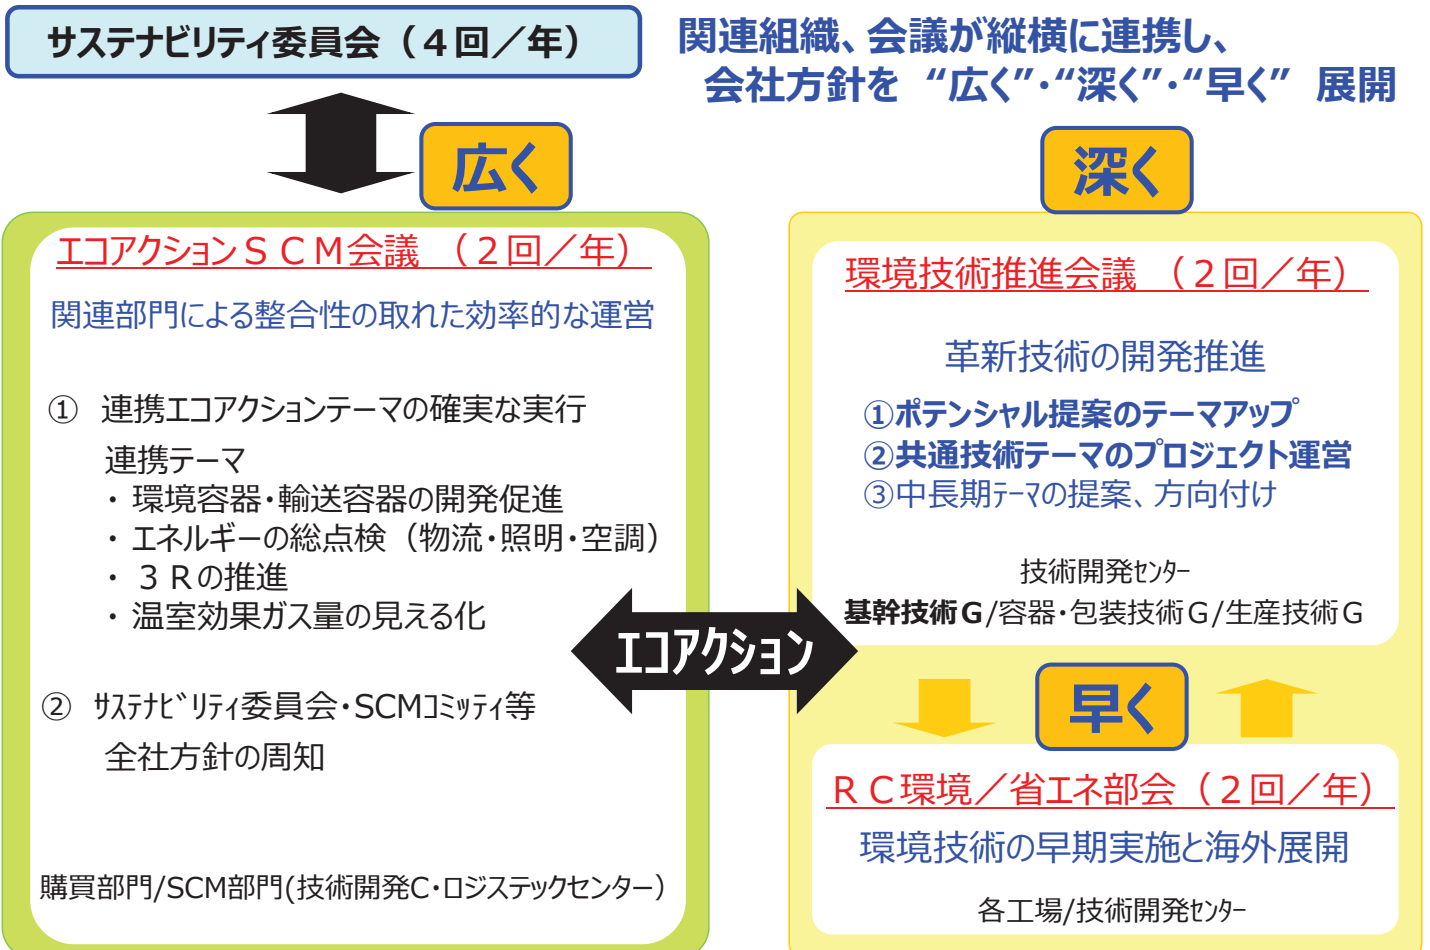 サステナビリティ委員会（４回／年）
関連組織、会議が縦横に連携し、
会社方針を “広く”・“深く”・“早く” 展開
広く
エコアクションＳＣＭ会議 （２回／年）
関連部門による整合性の取れた効率的な運営
① 連携エコアクションテーマの確実な実行
連携テーマ
・ 環境容器・輸送容器の開発促進
・ エネルギーの総点検（物流・照明・空調）
・ ３Ｒの推進
・ 温室効果ガス量の見える化
② ｻｽﾃﾅﾋﾞﾘﾃｨ委員会・SCMｺﾐｯﾃｨ等
全社方針の周知
購買部門/SCM部門(技術開発C・ロジステックセンター）
エコアクション
深く
環境技術推進会議 （２回／年）
革新技術の開発推進
①ポテンシャル提案のテーマアップ
②共通技術テーマのプロジェクト運営
③中長期ﾃｰﾏの提案、方向付け
技術開発ｾﾝﾀｰ
基幹技術Ｇ/容器・包装技術Ｇ/生産技術Ｇ
早く
ＲＣ環境／省エネ部会（２回／年）
環境技術の早期実施と海外展開
各工場/技術開発ｾﾝﾀｰ